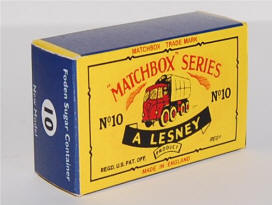 MATCHBOX TRADE MARK
"MATCHBOX" SERIES
No10
No10
A LESNEY
PRODUCT
REGD. U.S. PAT. OFF.
REGT
MADE IN ENGLAND
Foden Sugar Container
10
New Model